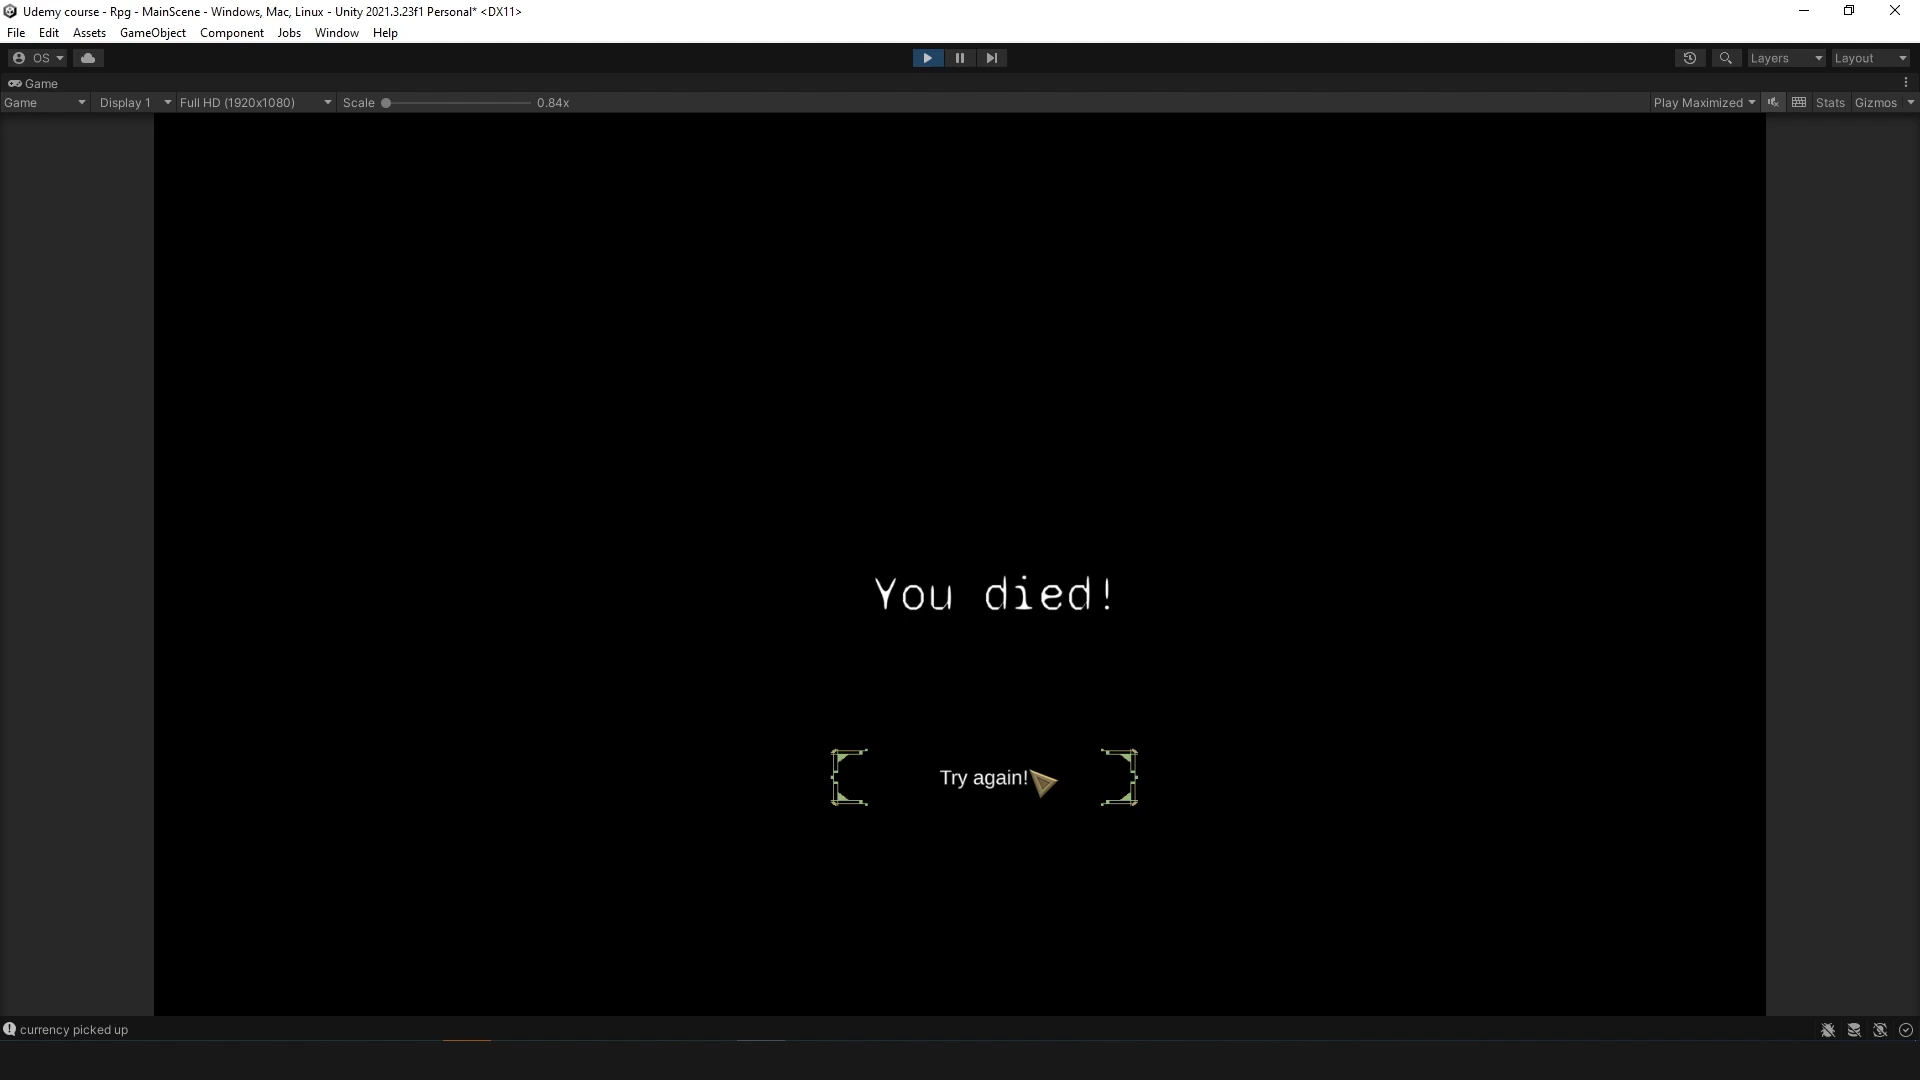 Udemy course - Rpg - MainScene - Windows, Mac, Linux - Unity 2021.3.23f1 Personal* <DX11>
File Edit Assets GameObject Component Jobs Window Help
OS Layers Layout
Game
Game Display 1 Full HD (1920x1080) Scale 0.84x Play Maximized Stats Gizmos
You died!
Try again!
currency picked up